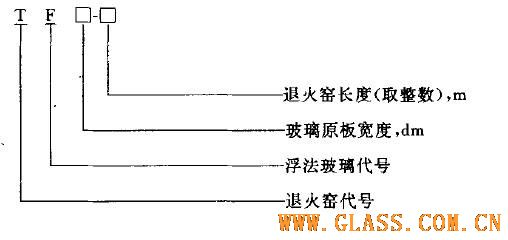 T F □-□
退火窑长度(取整数),m
玻璃原板宽度,dm
浮法玻璃代号
退火窑代号
WWW.GLASS.COM.CN